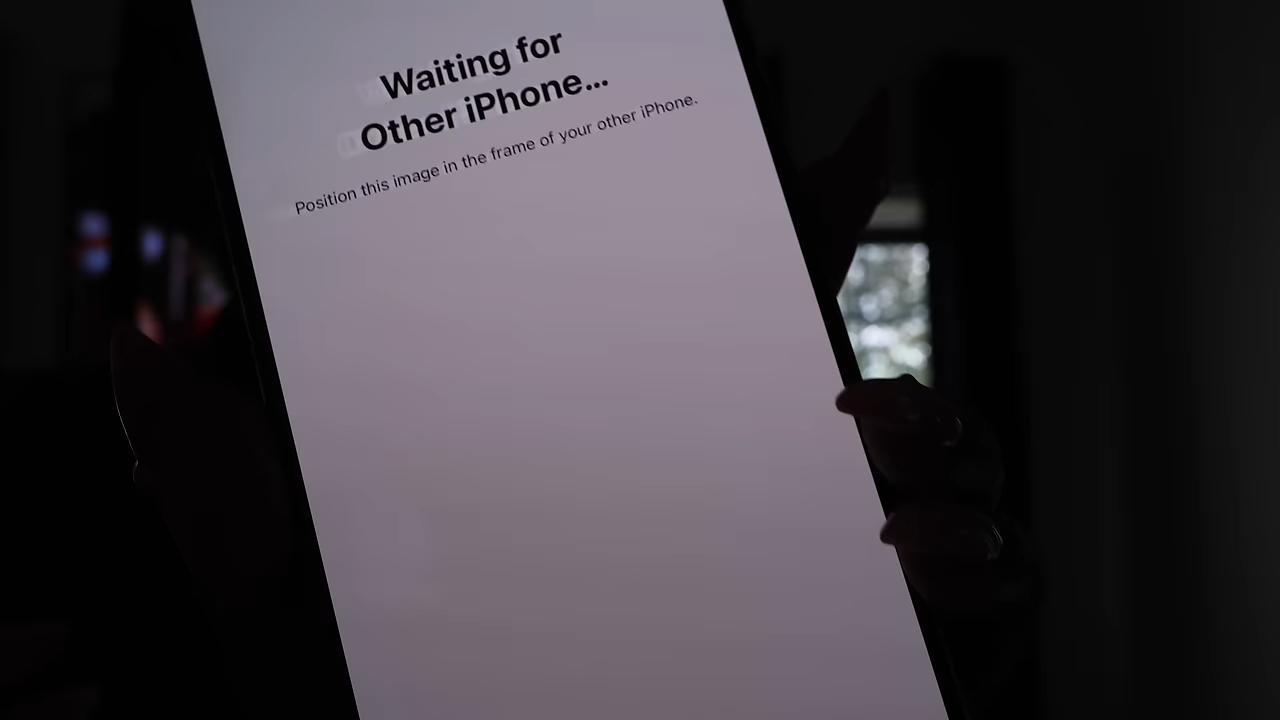 Waiting for
Other iPhone...
Position this image in the frame of your other iPhone.